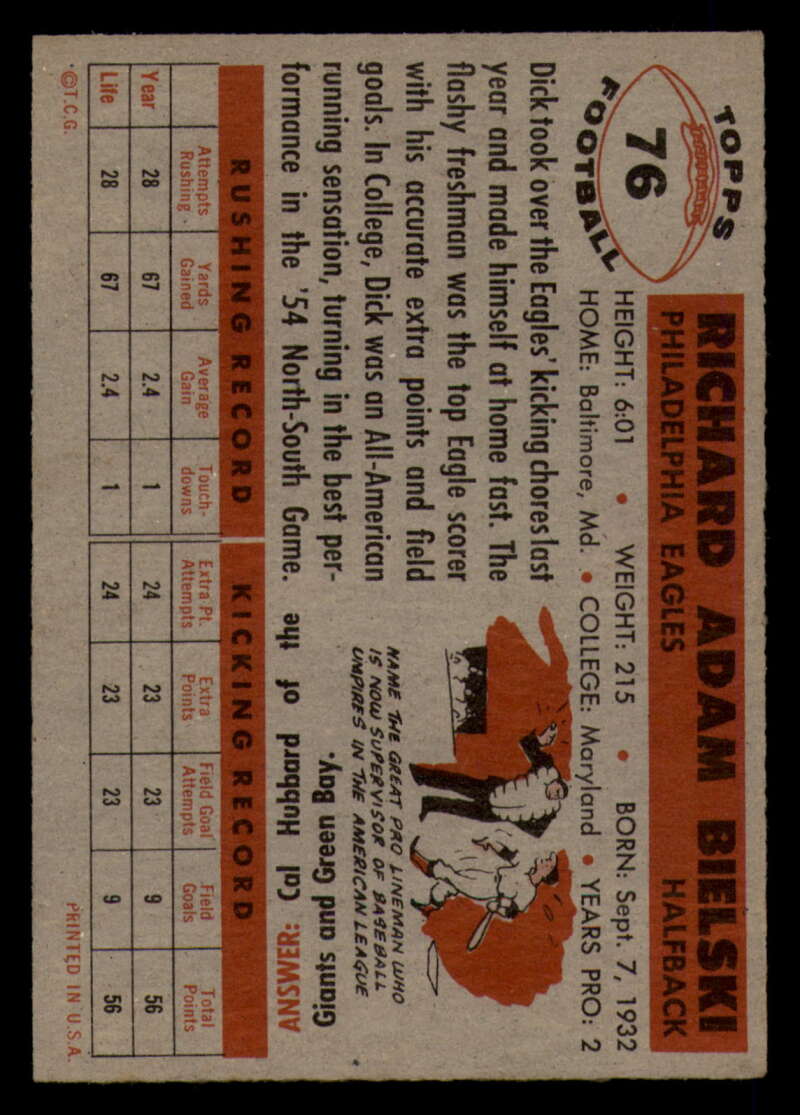 TOPPS
76
FOOTBALL
RICHARD ADAM BIELSKI
PHILADELPHIA EAGLES HALFBACK
HEIGHT: 6:01 • WEIGHT: 215 • BORN: Sept. 7, 1932
HOME: Baltimore, Md. • COLLEGE: Maryland • YEARS PRO: 2
Dick took over the Eagles' kicking chores last
year and made himself at home fast. The
flashy freshman was the top Eagle scorer
with his accurate extra points and field
goals. In College, Dick was an All-American
running sensation, turning in the best per-
formance in the '54 North-South Game.
NAME THE GREAT PRO LINEMAN WHO
IS NOW SUPERVISOR OF BASEBALL
UMPIRES IN THE AMERICAN LEAGUE
ANSWER: Cal Hubbard of the
Giants and Green Bay.
RUSHING RECORD KICKING RECORD
Attempts Rushing Yards Gained Average Gain Touch-downs Extra Pt. Attempts Extra Points Field Goal Attempts Field Goals Total Points
Year 28 67 2.4 1 24 23 23 9 56
Life 28 67 2.4 1 24 23 23 9 56
©T.C.G. PRINTED IN U.S.A.